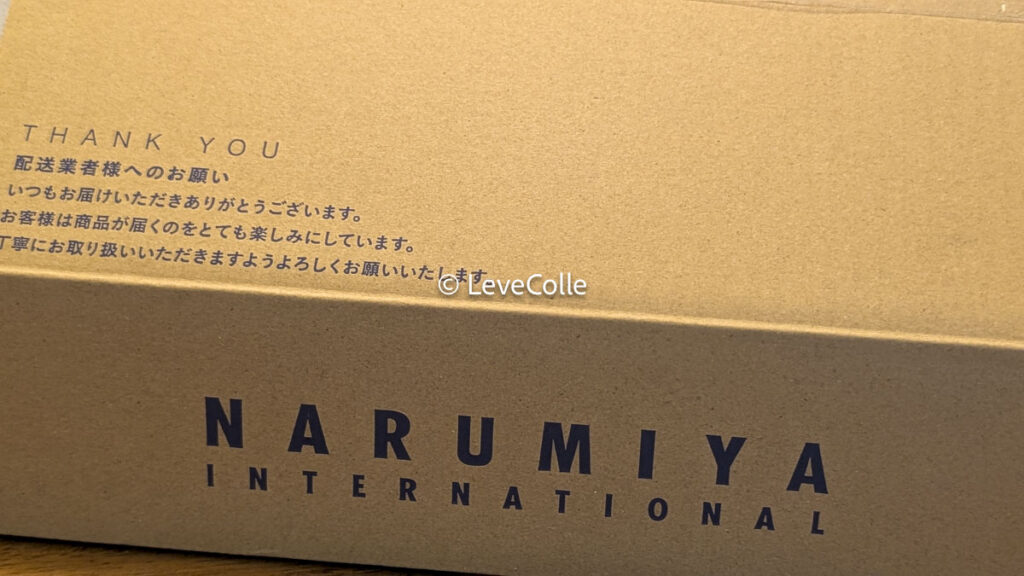 THANK YOU
配送業者様へのお願い
いつもお届けいただきありがとうございます。
お客様は商品が届くのをとても楽しみにしています。
丁寧にお取り扱いいただきますようよろしくお願いいたします
© LeveColle
NARUMIYA
INTERNATIONAL